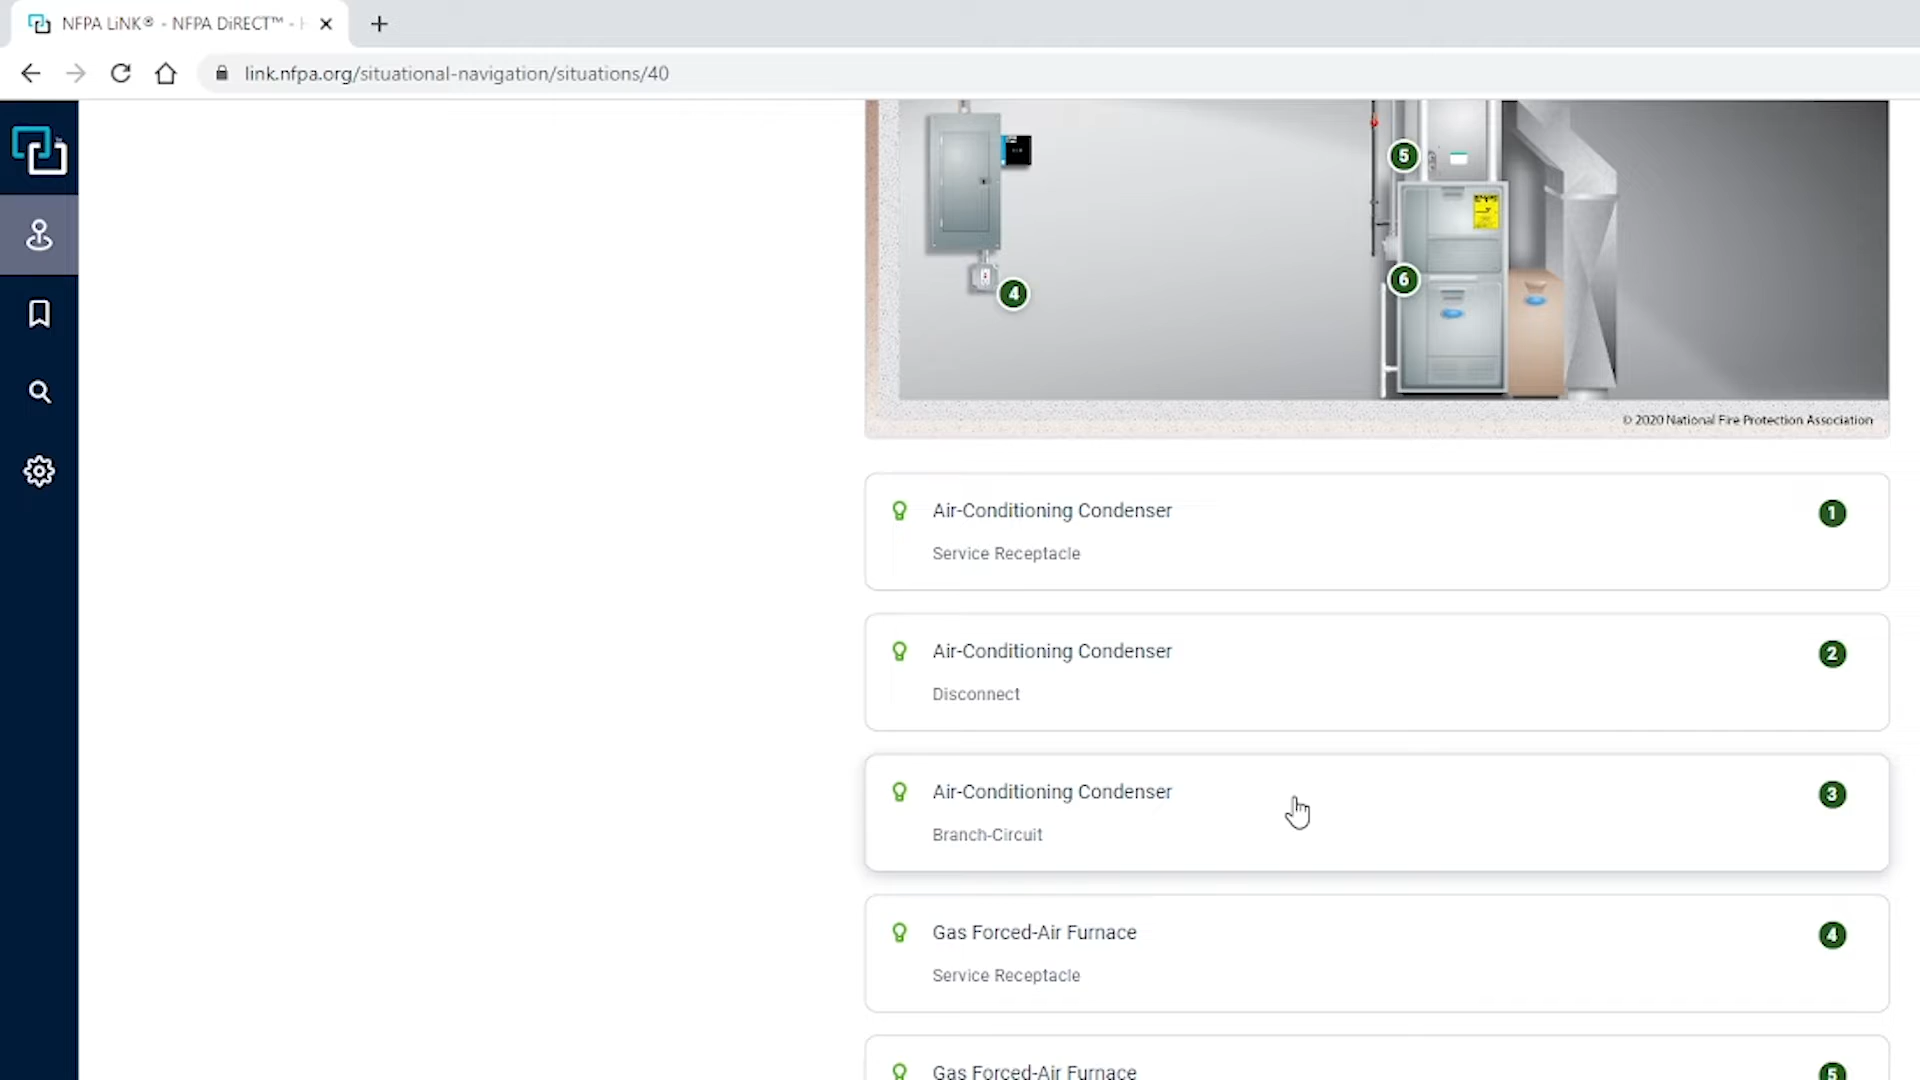 NFPA LiNK® - NFPA DiRECT™ -
link.nfpa.org/situational-navigation/situations/40
5
6
4
© 2020 National Fire Protection Association
Air-Conditioning Condenser
1
Service Receptacle
Air-Conditioning Condenser
2
Disconnect
Air-Conditioning Condenser
3
Branch-Circuit
Gas Forced-Air Furnace
4
Service Receptacle
Gas Forced-Air Furnace
5